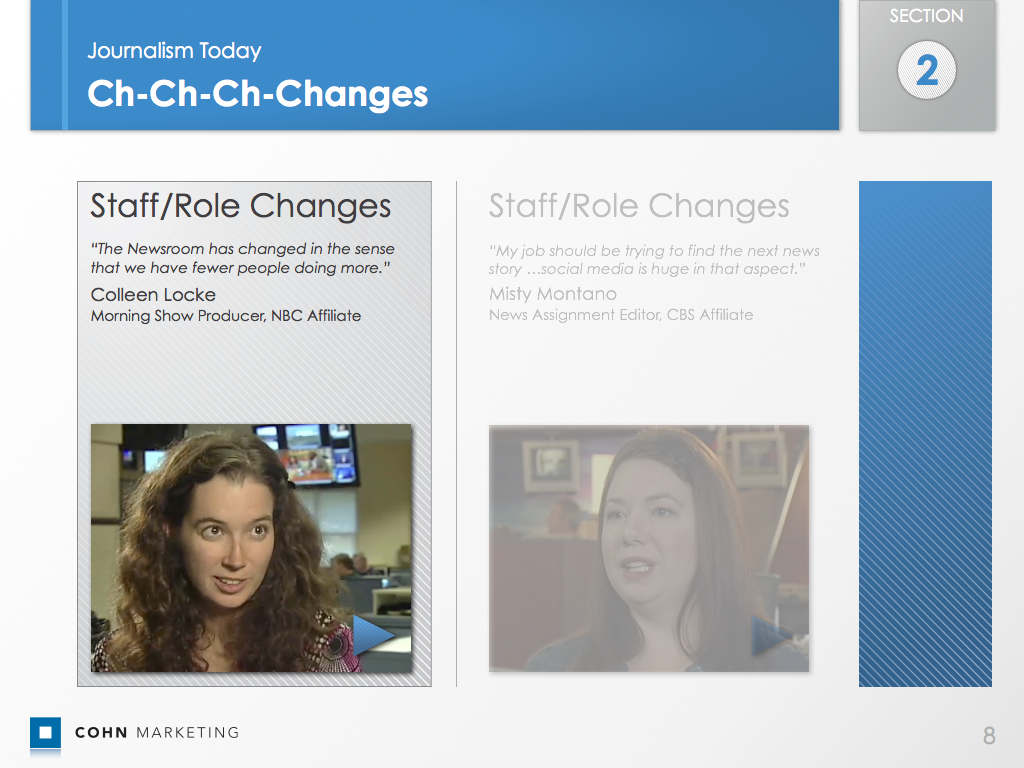 Journalism Today
Ch-Ch-Ch-Changes
SECTION
2
Staff/Role Changes
“The Newsroom has changed in the sense
that we have fewer people doing more.”
Colleen Locke
Morning Show Producer, NBC Affiliate
Staff/Role Changes
“My job should be trying to find the next news
story ...social media is huge in that aspect.”
Misty Montano
News Assignment Editor, CBS Affiliate
COHN MARKETING
8